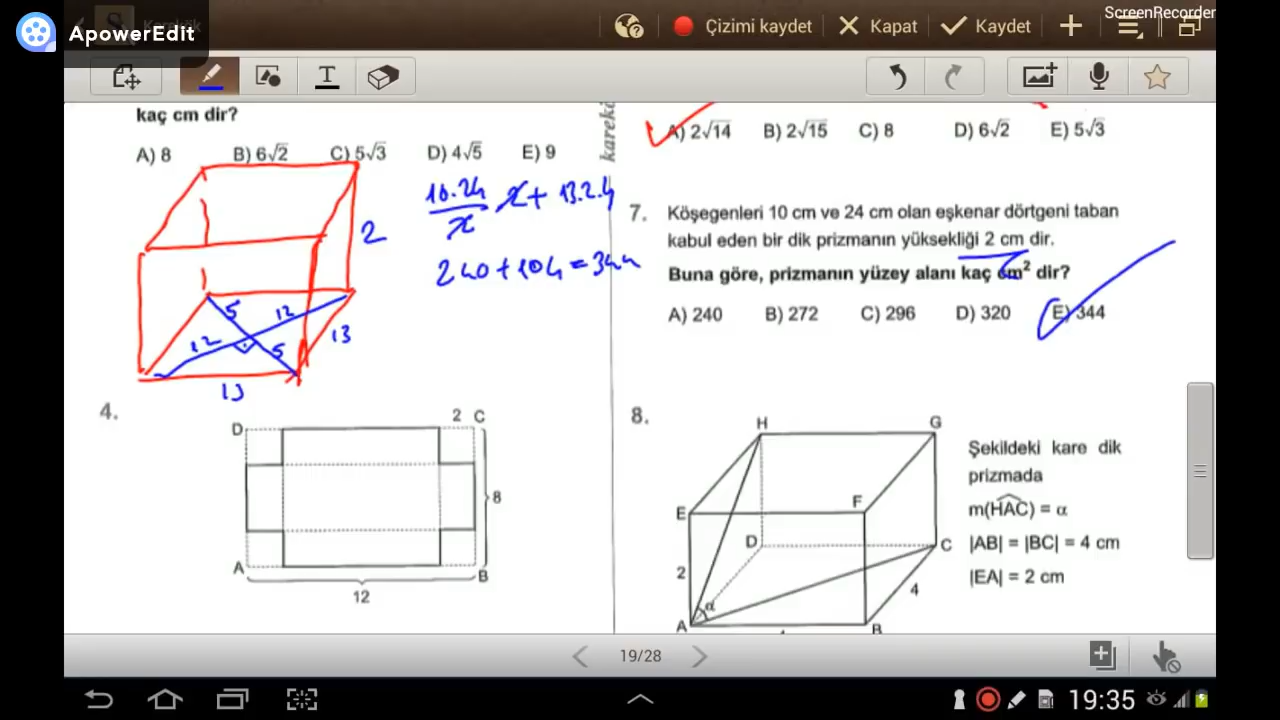 ScreenRecorder
ApowerEdit
Çizimi kaydet
Kapat
Kaydet
kaç cm dir?
A) 8 B) 6√2 C) 5√3 D) 4√5 E) 9
10.24/x x + 13.2.4
240+104=344
2
5 12
12 5
13
13
karekö
A) 2√14 B) 2√15 C) 8 D) 6√2 E) 5√3
7. Köşegenleri 10 cm ve 24 cm olan eşkenar dörtgeni taban
kabul eden bir dik prizmanın yüksekliği 2 cm dir.
Buna göre, prizmanın yüzey alanı kaç cm² dir?
A) 240 B) 272 C) 296 D) 320 E) 344
4.
D 2 C
8
A B
12
8.
H G
E F
D C
2 α 4
A B
Şekildeki kare dik
prizmada
m(HAC) = α
|AB| = |BC| = 4 cm
|EA| = 2 cm
19/28
19:35